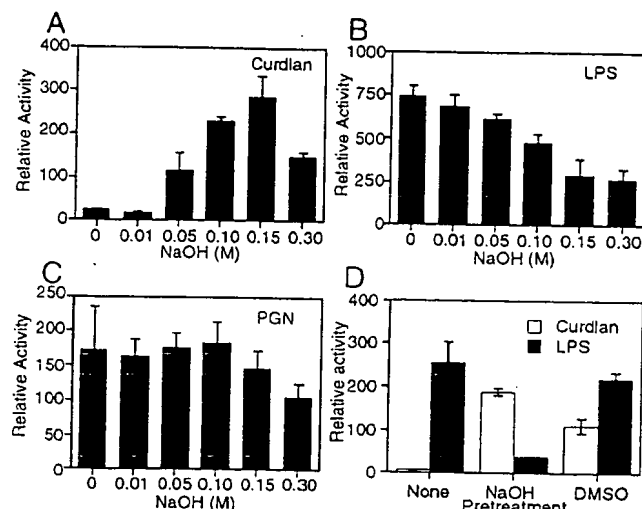 A
Curdlan
Relative Activity
400
300
200
100
0
0 0.01 0.05 0.10 0.15 0.30
NaOH (M)
B
LPS
Relative Activity
1000
750
500
250
0
0 0.01 0.05 0.10 0.15 0.30
NaOH (M)
C
PGN
Relative Activity
250
200
150
100
50
0
0 0.01 0.05 0.10 0.15 0.30
NaOH (M)
D
Curdlan
LPS
Relative activity
400
300
200
100
0
None NaOH DMSO
Pretreatment